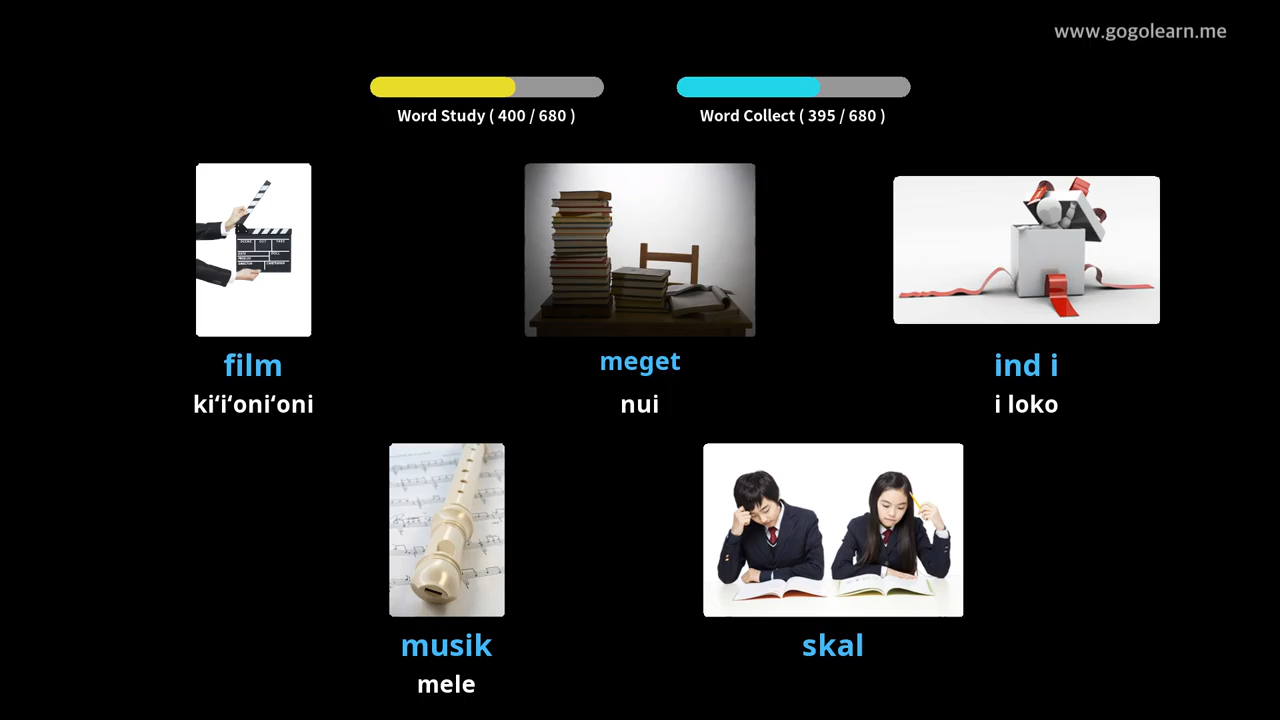 www.gogolearn.me
Word Study ( 400 / 680 )
Word Collect ( 395 / 680 )
film
kiʻiʻoniʻoni
meget
nui
ind i
i loko
musik
mele
skal